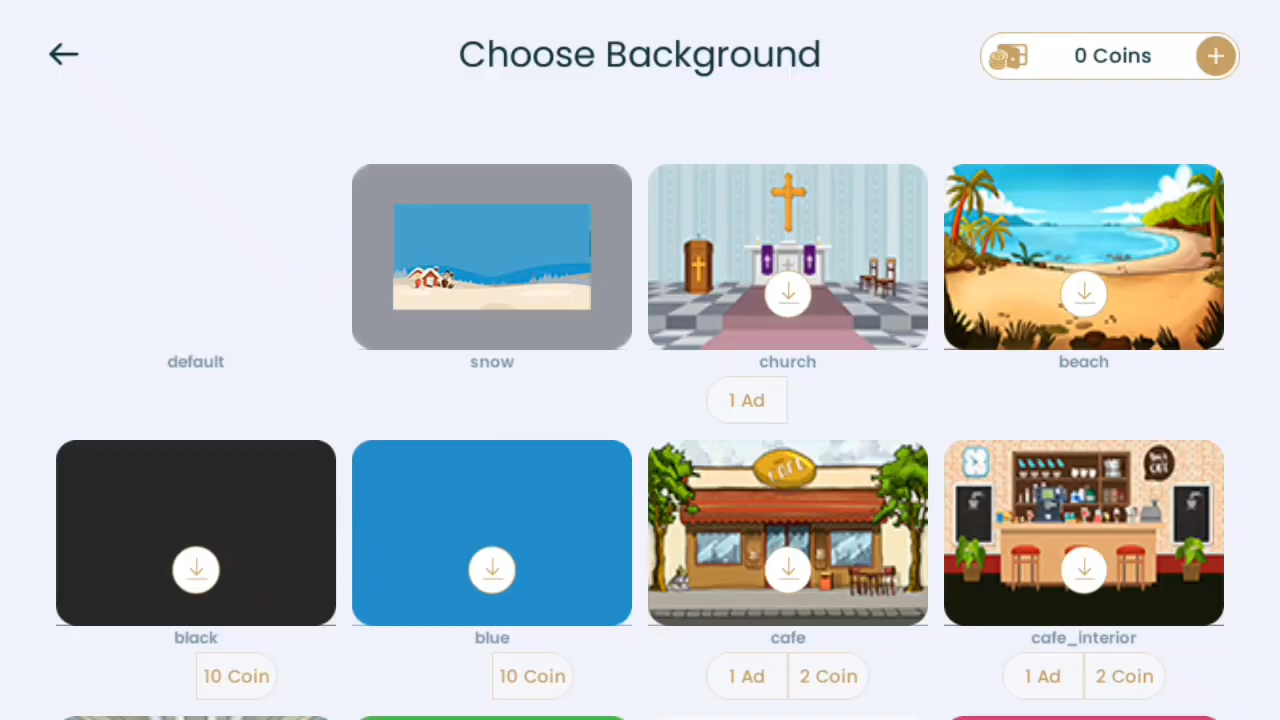 Choose Background
0 Coins
default
snow
church
beach
1 Ad
CAFE
black
blue
cafe
cafe_interior
10 Coin
10 Coin
1 Ad
2 Coin
1 Ad
2 Coin